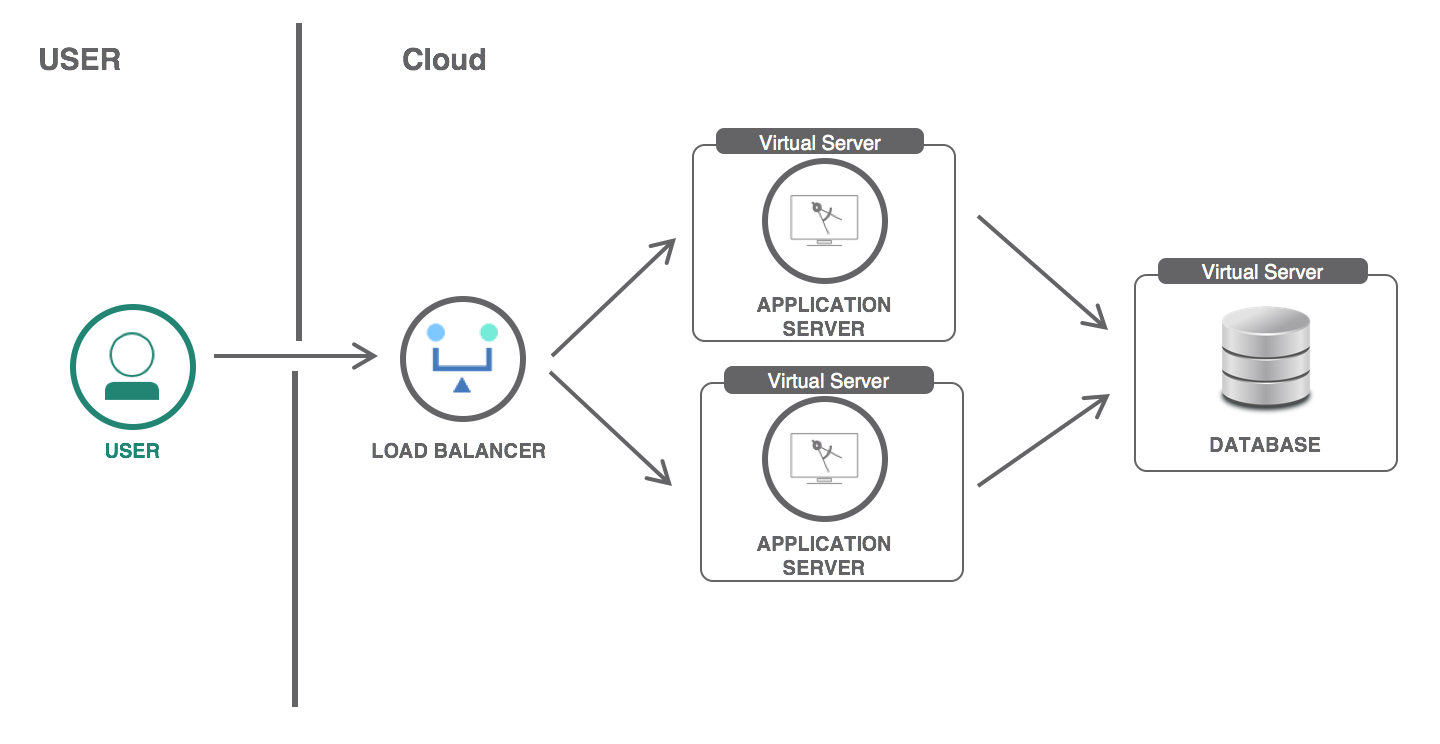 USER
Cloud
Virtual Server
APPLICATION
SERVER
Virtual Server
DATABASE
USER
LOAD BALANCER
Virtual Server
APPLICATION
SERVER